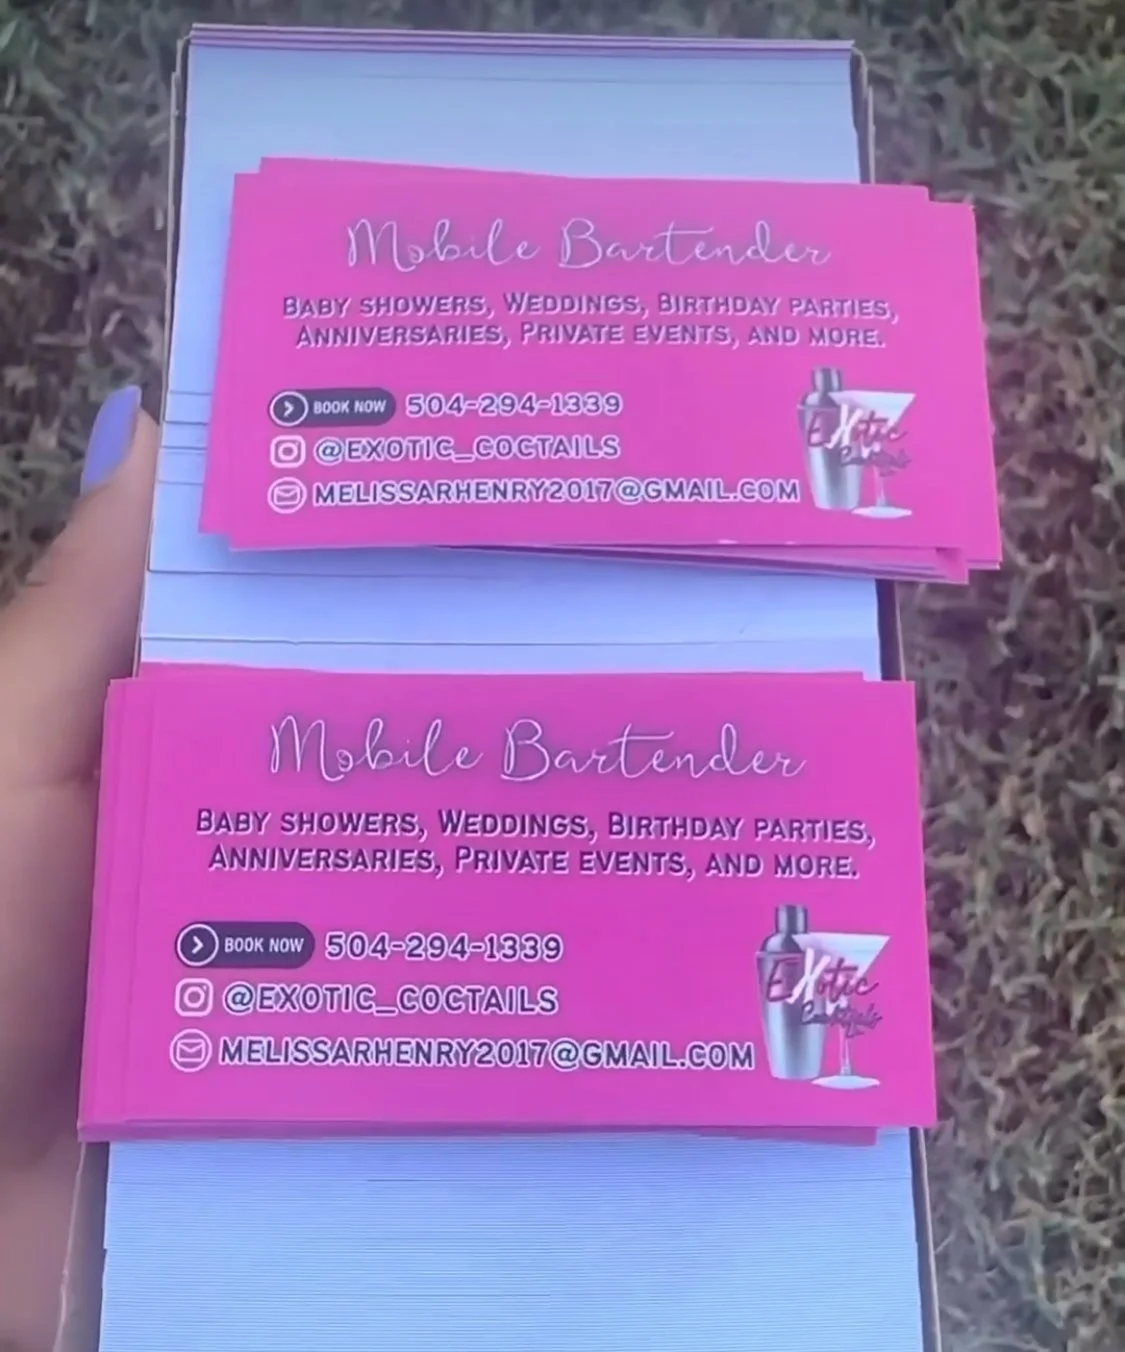 Mobile Bartender
Baby showers, Weddings, Birthday parties,
Anniversaries, Private events, and more.
BOOK NOW 504-294-1339
@EXOTIC_COCTAILS
MELISSARHENRY2017@GMAIL.COM
EXotic
Cocktails
Mobile Bartender
Baby showers, Weddings, Birthday parties,
Anniversaries, Private events, and more.
BOOK NOW 504-294-1339
@EXOTIC_COCTAILS
MELISSARHENRY2017@GMAIL.COM
EXotic
Cocktails